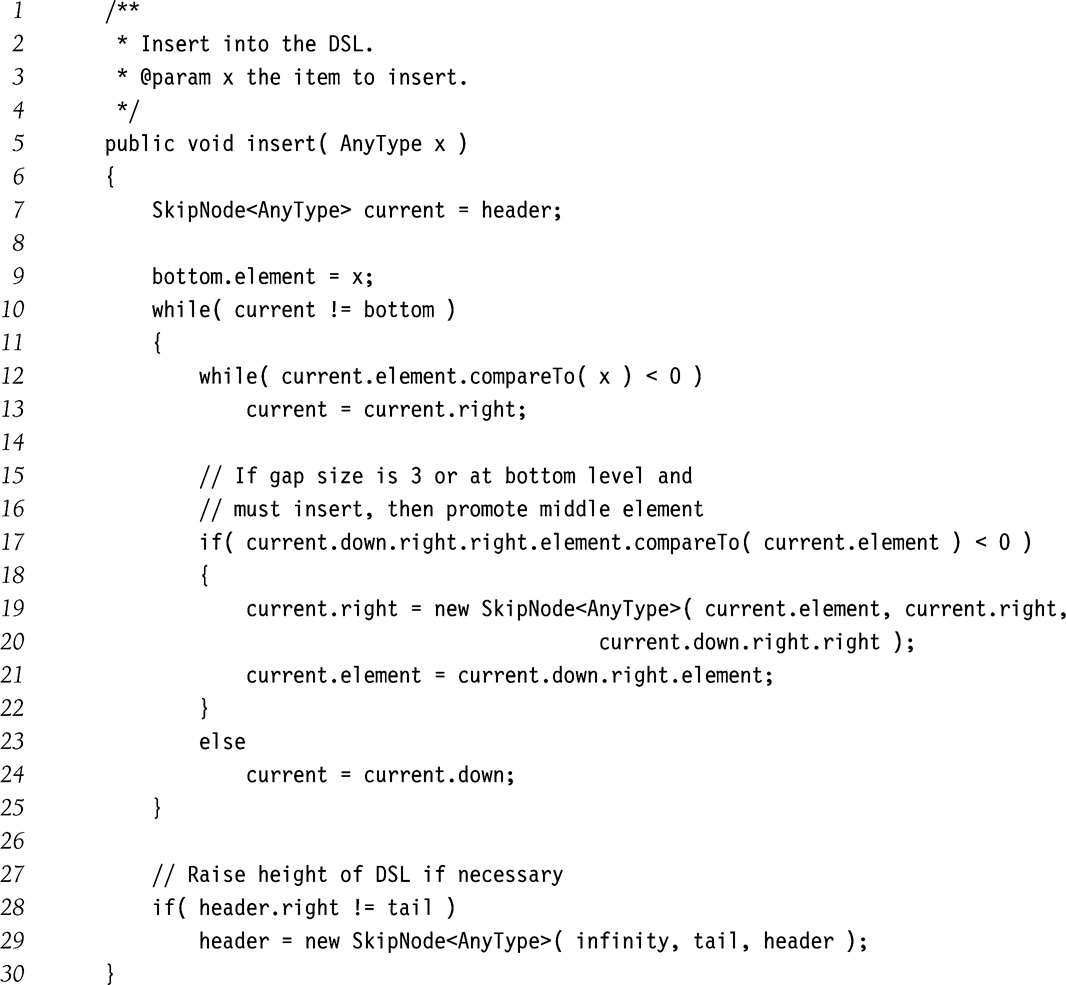 1 /**
2 * Insert into the DSL.
3 * @param x the item to insert.
4 */
5 public void insert( AnyType x )
6 {
7 SkipNode<AnyType> current = header;
8
9 bottom.element = x;
10 while( current != bottom )
11 {
12 while( current.element.compareTo( x ) < 0 )
13 current = current.right;
14
15 // If gap size is 3 or at bottom level and
16 // must insert, then promote middle element
17 if( current.down.right.right.element.compareTo( current.element ) < 0 )
18 {
19 current.right = new SkipNode<AnyType>( current.element, current.right,
20 current.down.right.right );
21 current.element = current.down.right.element;
22 }
23 else
24 current = current.down;
25 }
26
27 // Raise height of DSL if necessary
28 if( header.right != tail )
29 header = new SkipNode<AnyType>( infinity, tail, header );
30 }